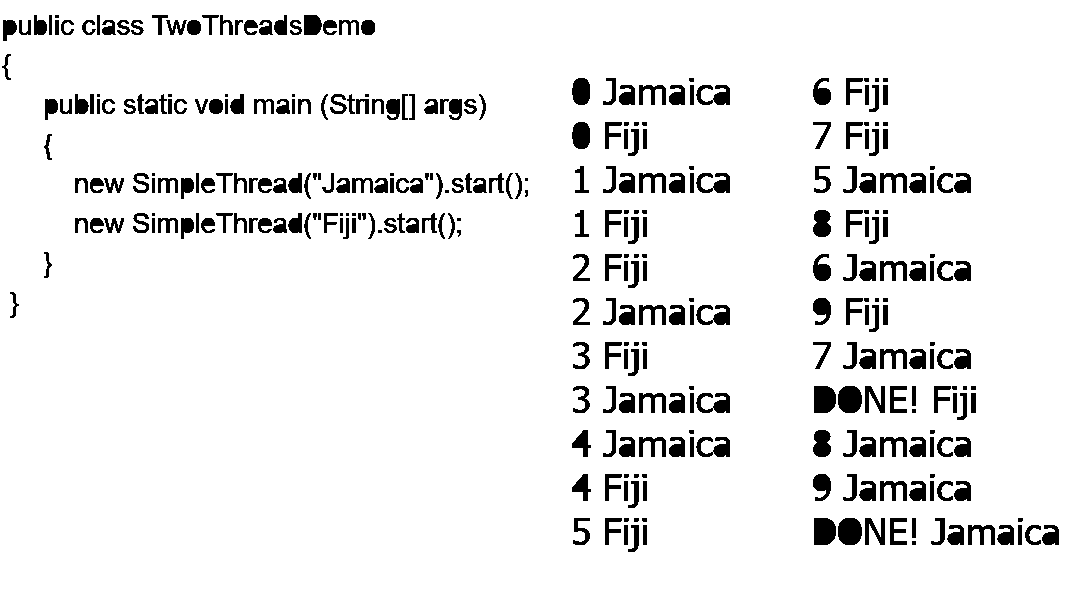 public class TwoThreadsDemo
{
public static void main (String[] args)
{
new SimpleThread("Jamaica").start();
new SimpleThread("Fiji").start();
}
}
0 Jamaica
0 Fiji
1 Jamaica
1 Fiji
2 Fiji
2 Jamaica
3 Fiji
3 Jamaica
4 Jamaica
4 Fiji
5 Fiji
6 Fiji
7 Fiji
5 Jamaica
8 Fiji
6 Jamaica
9 Fiji
7 Jamaica
DONE! Fiji
8 Jamaica
9 Jamaica
DONE! Jamaica